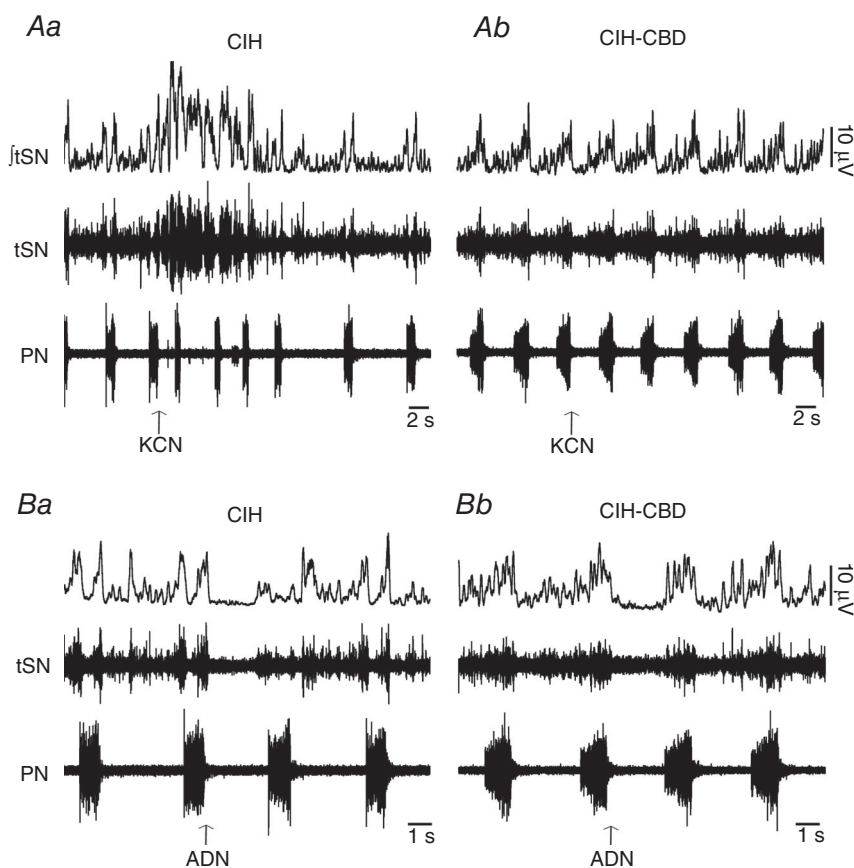 Aa
CIH
Ab
CIH-CBD
∫tSN
10 µV
tSN
PN
2 s
2 s
KCN
KCN
Ba
CIH
Bb
CIH-CBD
10 µV
tSN
PN
1 s
1 s
ADN
ADN